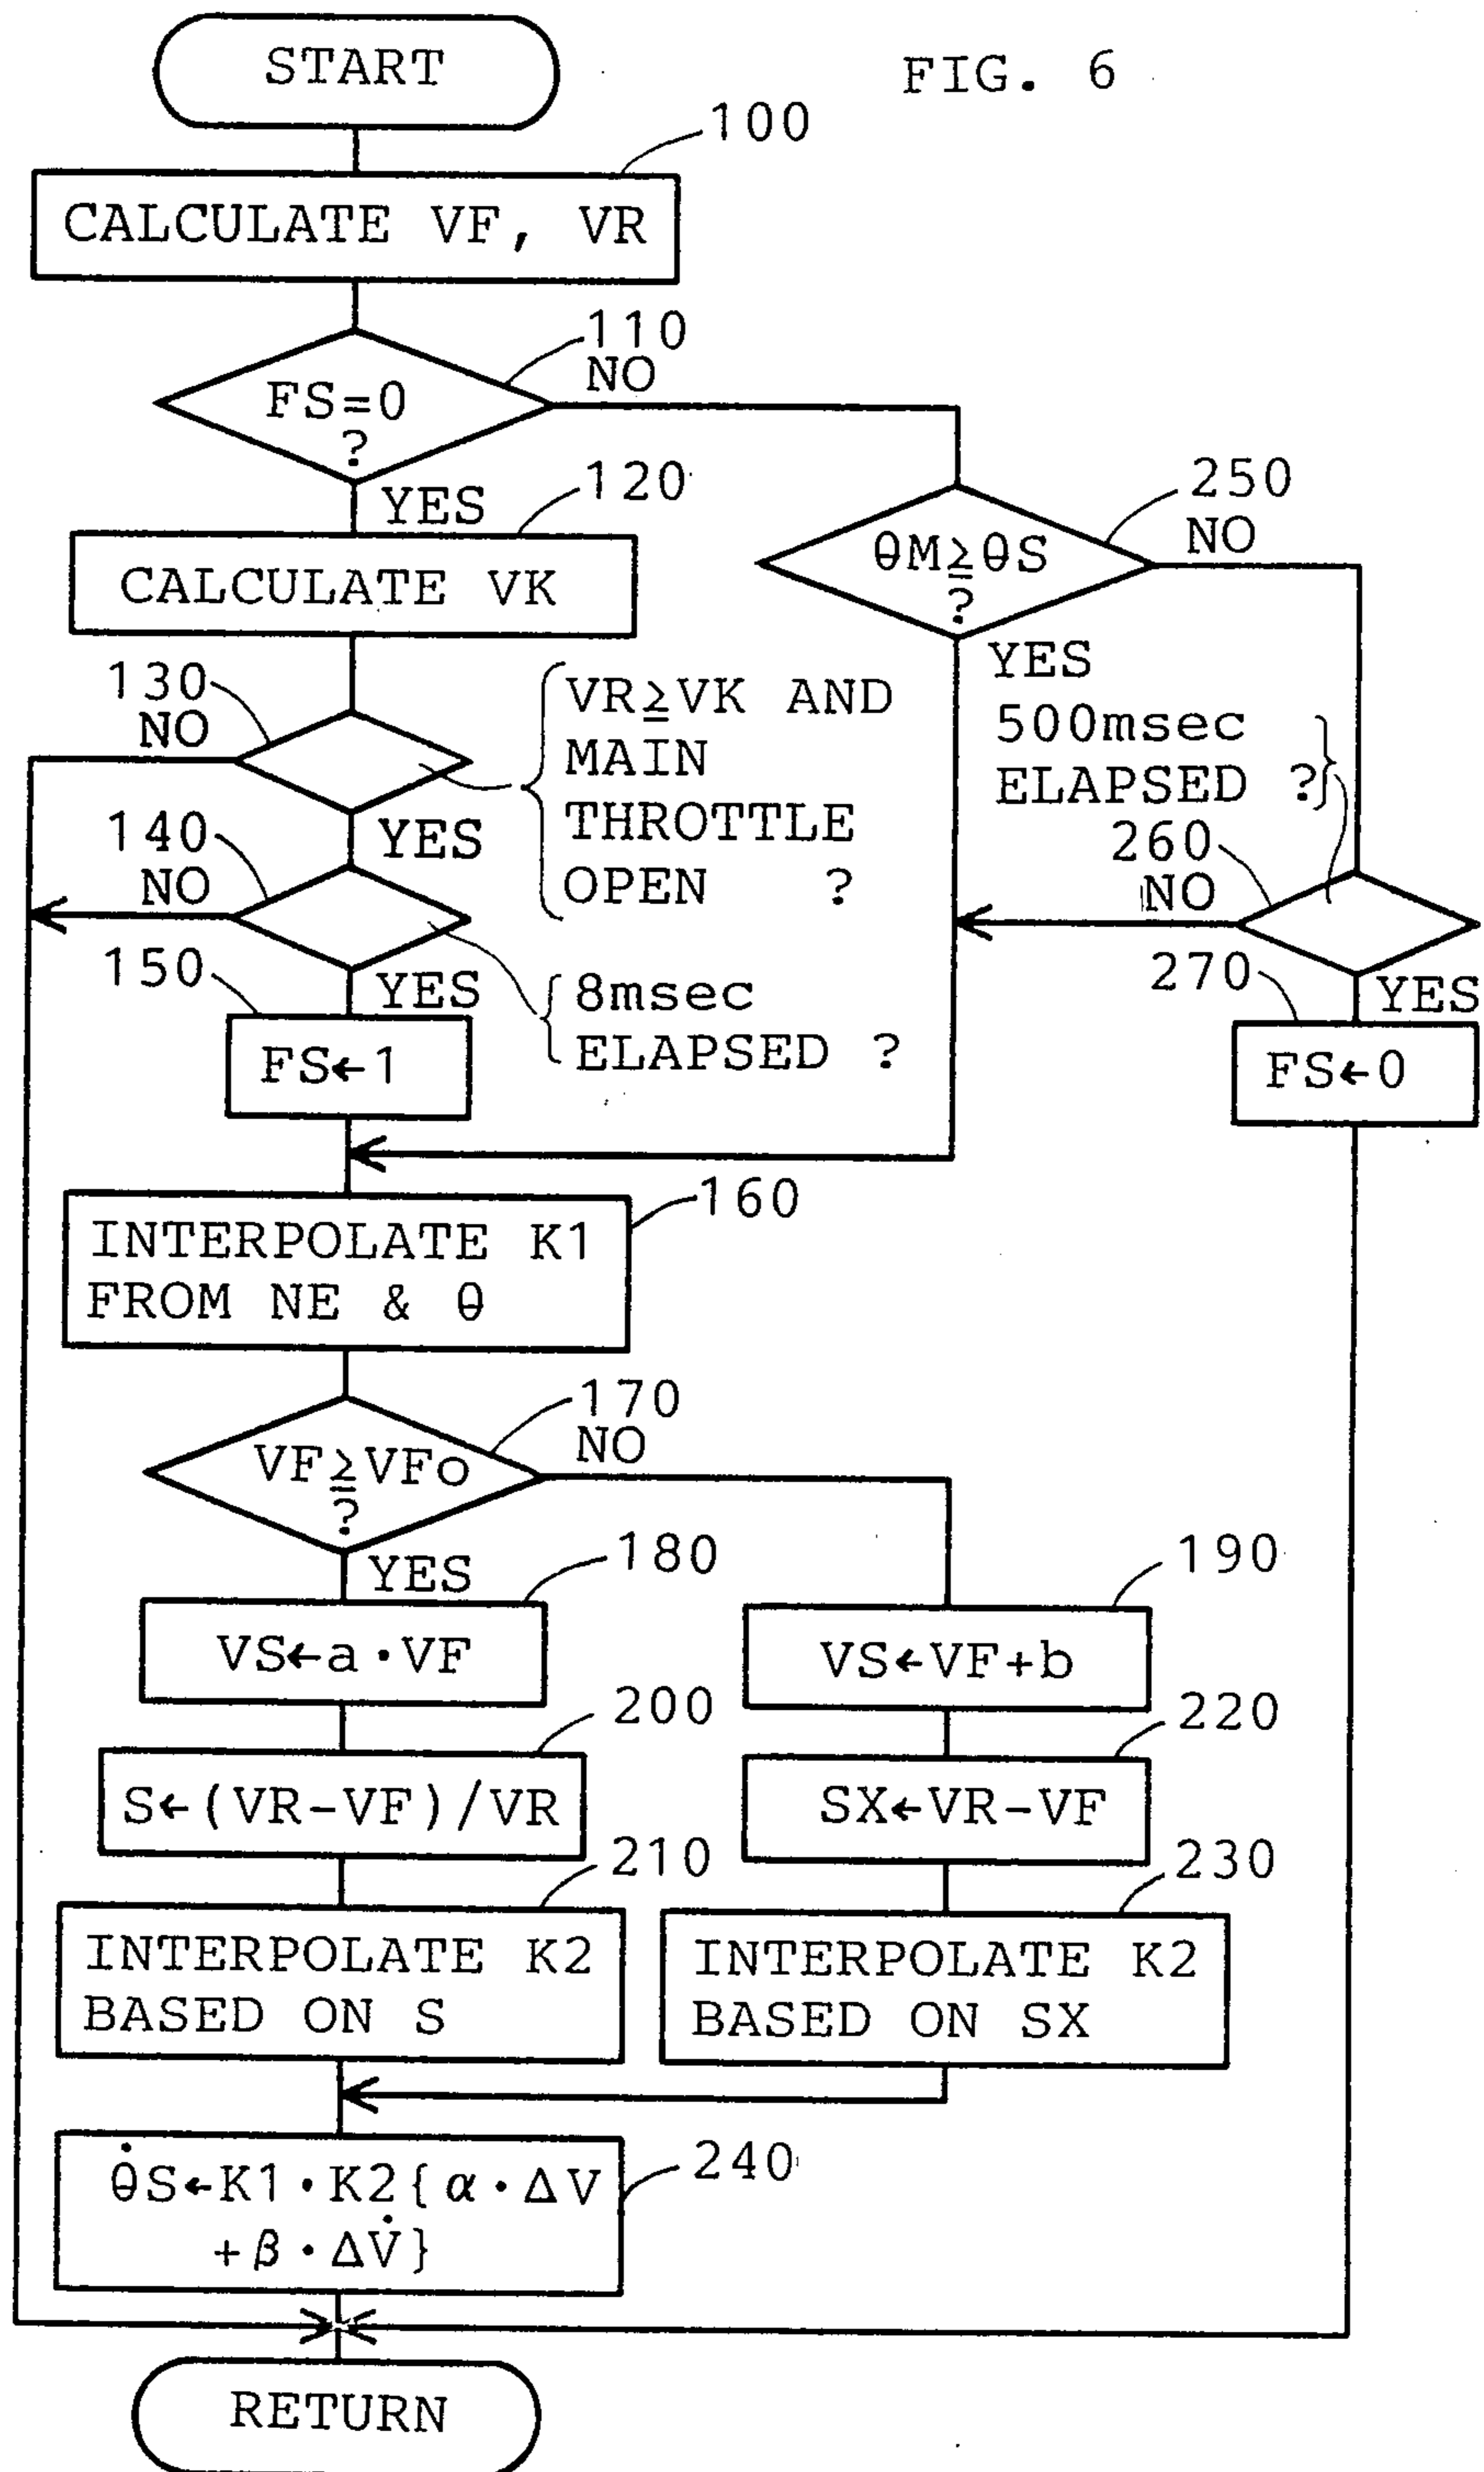 START
FIG. 6
100
CALCULATE VF, VR
110
NO
FS=0
?
YES
120
CALCULATE VK
250
NO
θM≧θS
?
YES
130
NO
VR≧VK AND
MAIN
THROTTLE
OPEN ?
YES
500msec
ELAPSED ?
140
NO
260
NO
150
YES
8msec
ELAPSED ?
270
YES
FS←1
FS←0
160
INTERPOLATE K1
FROM NE & θ
170
NO
VF≧VFo
?
YES
180
VS←a·VF
190
VS←VF+b
200
S←(VR-VF)/VR
220
SX←VR-VF
210
INTERPOLATE K2
BASED ON S
230
INTERPOLATE K2
BASED ON SX
240
θ̇S←K1·K2{α·ΔV
+β·ΔV̇}
RETURN